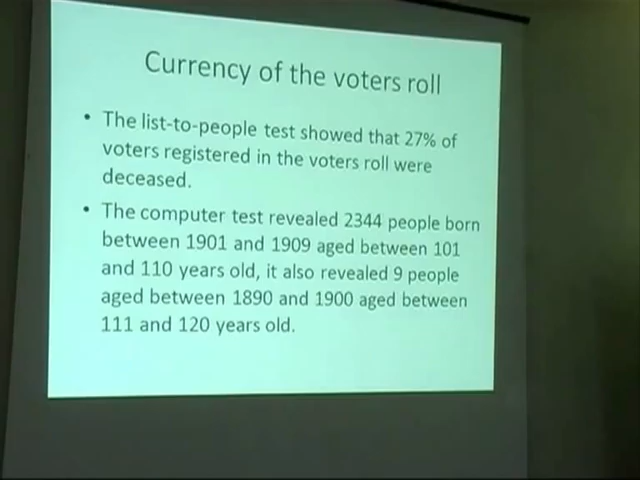 Currency of the voters roll
• The list-to-people test showed that 27% of
voters registered in the voters roll were
deceased.
• The computer test revealed 2344 people born
between 1901 and 1909 aged between 101
and 110 years old, it also revealed 9 people
aged between 1890 and 1900 aged between
111 and 120 years old.